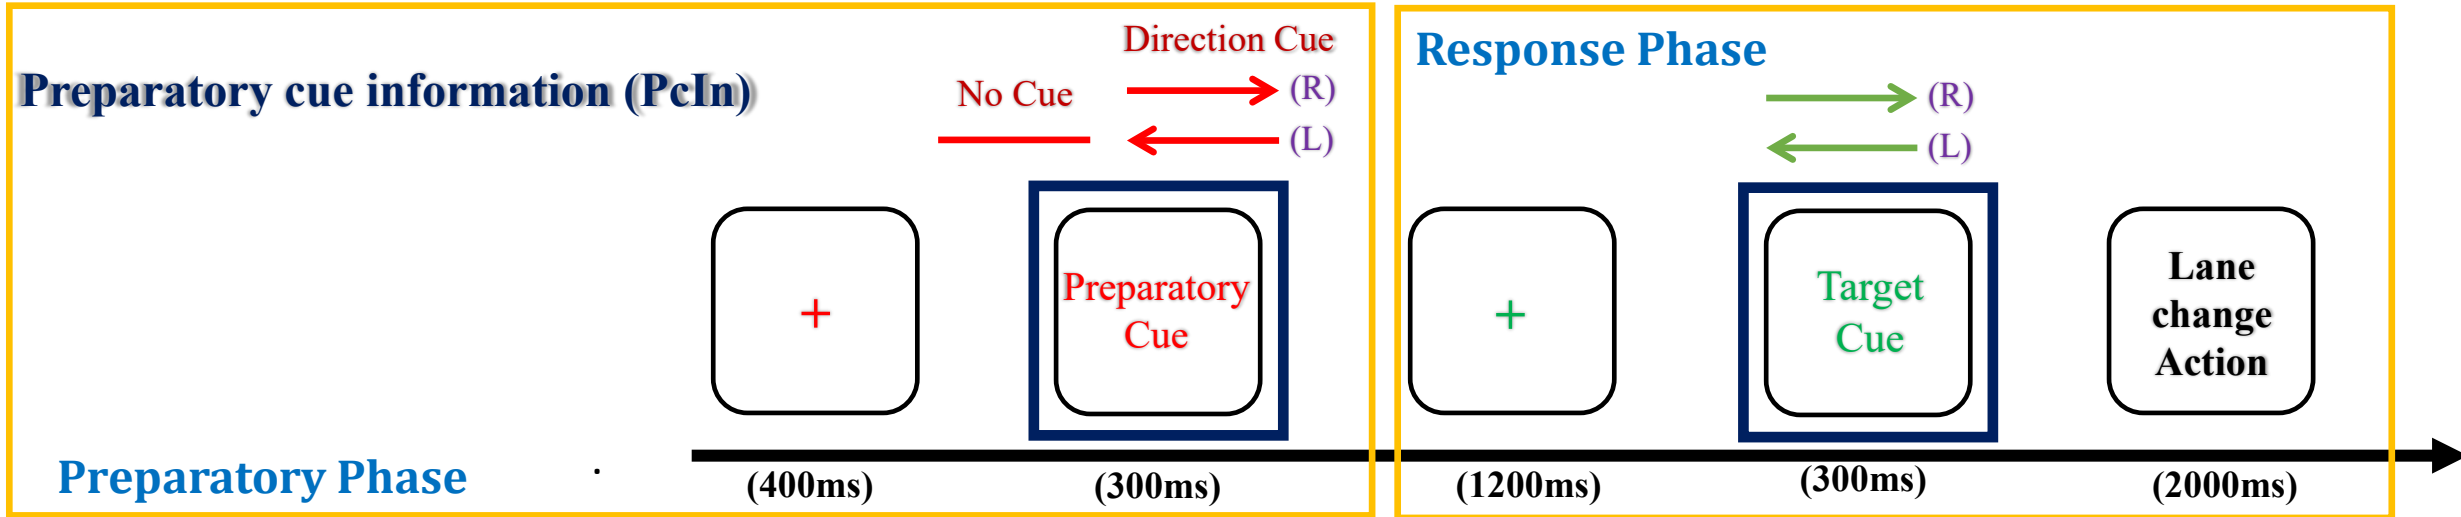 Preparatory cue information (PcIn)
Direction Cue
No Cue
(R)
(L)
+
Preparatory
Cue
Preparatory Phase
.
(400ms)
(300ms)
Response Phase
(R)
(L)
+
Target
Cue
Lane
change
Action
(1200ms)
(300ms)
(2000ms)